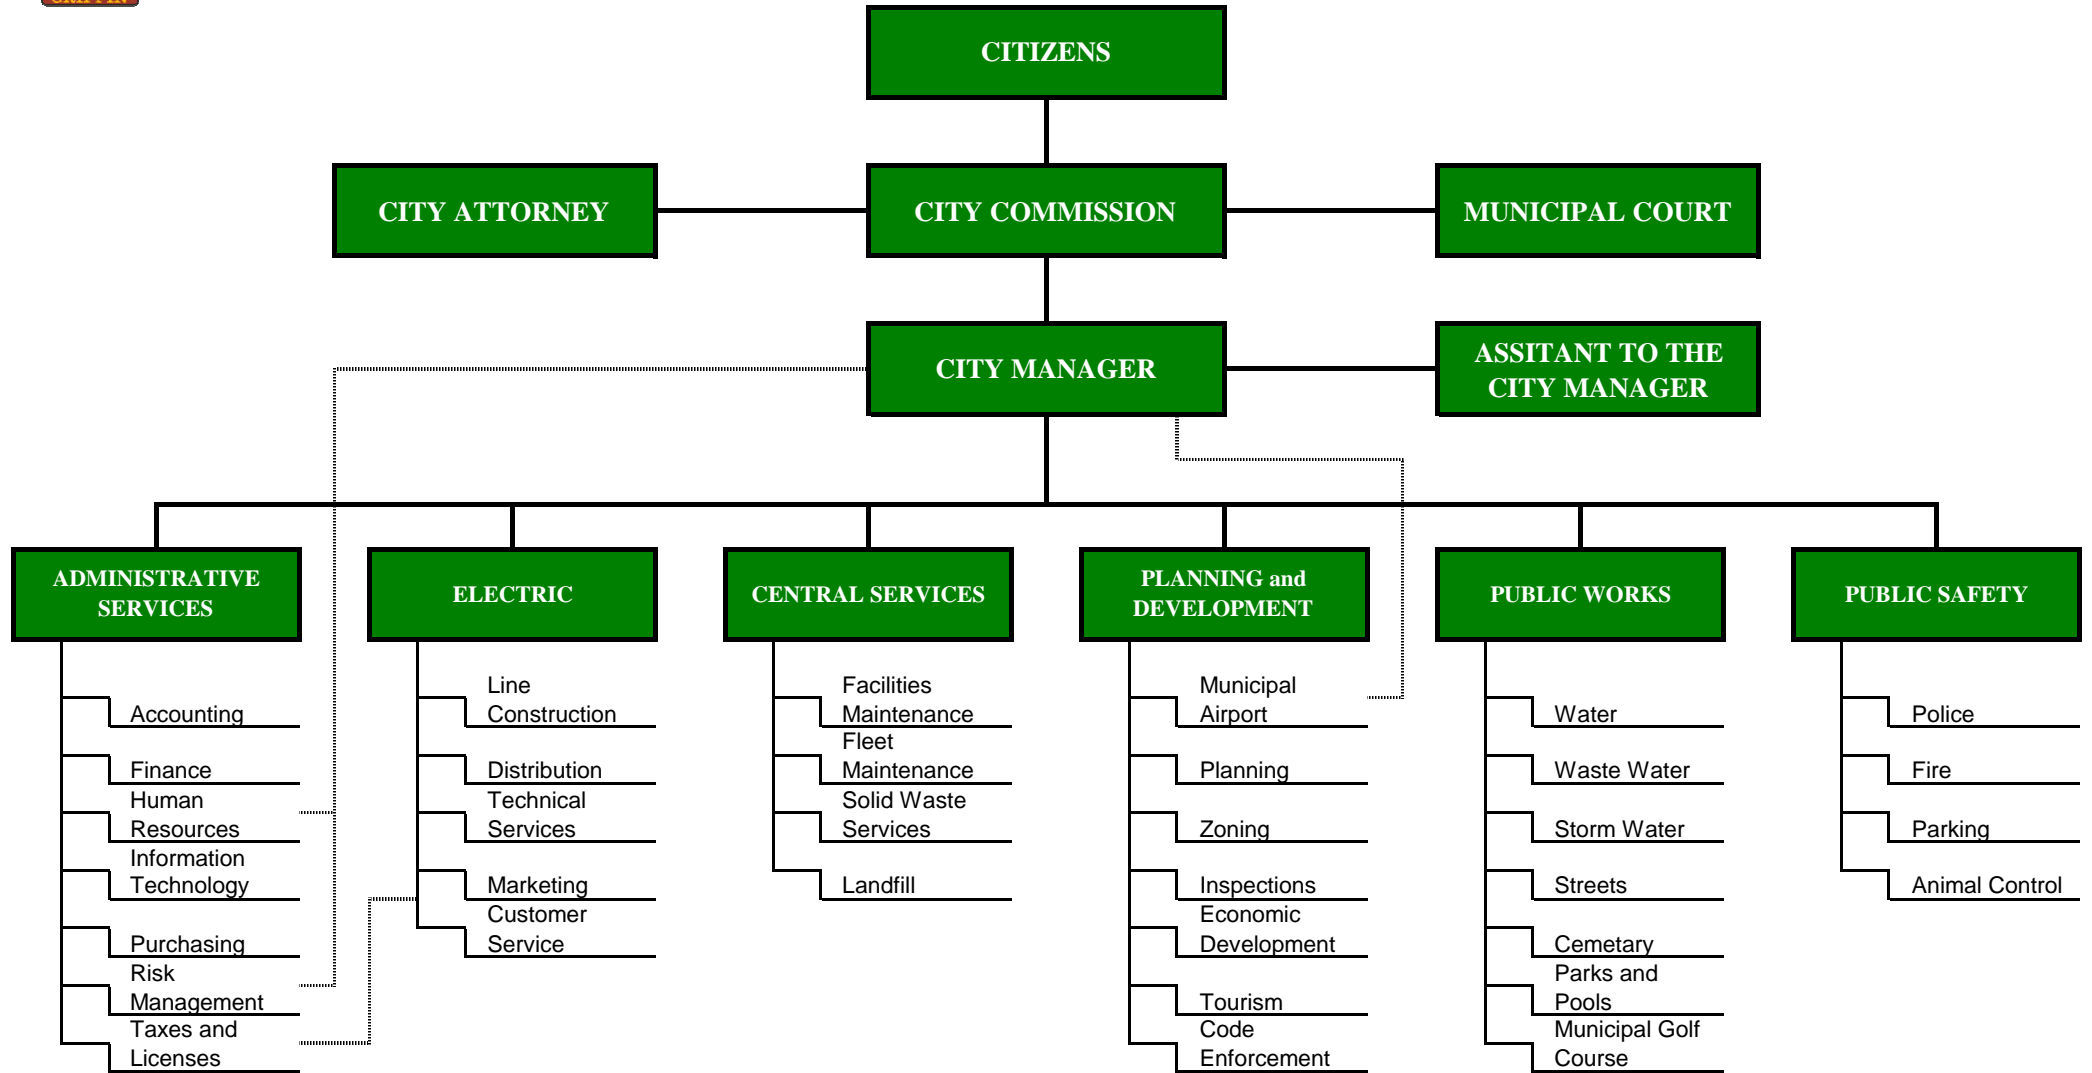 GRIFFIN
CITIZENS
CITY ATTORNEY
CITY COMMISSION
MUNICIPAL COURT
CITY MANAGER
ASSITANT TO THE
CITY MANAGER
ADMINISTRATIVE
SERVICES
Accounting
Finance
Human
Resources
Information
Technology
Purchasing
Risk
Management
Taxes and
Licenses
ELECTRIC
Line
Construction
Distribution
Technical
Services
Marketing
Customer
Service
CENTRAL SERVICES
Facilities
Maintenance
Fleet
Maintenance
Solid Waste
Services
Landfill
PLANNING and
DEVELOPMENT
Municipal
Airport
Planning
Zoning
Inspections
Economic
Development
Tourism
Code
Enforcement
PUBLIC WORKS
Water
Waste Water
Storm Water
Streets
Cemetary
Parks and
Pools
Municipal Golf
Course
PUBLIC SAFETY
Police
Fire
Parking
Animal Control